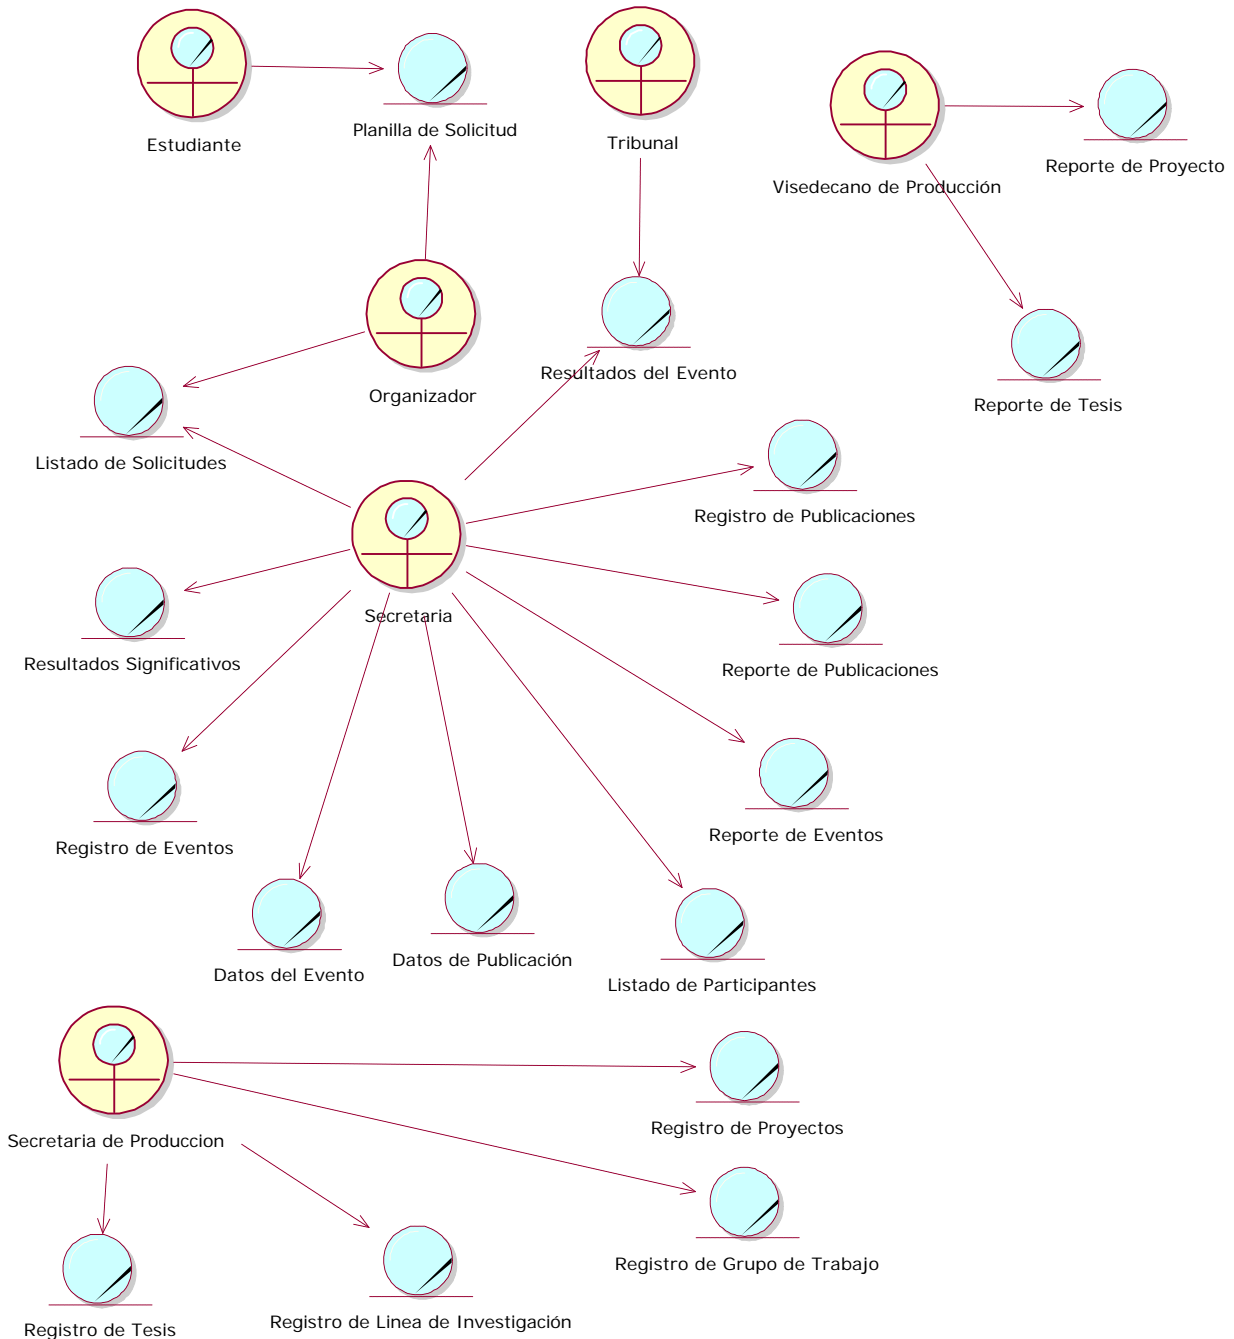 Planilla de Solicitud
Estudiante
Tribunal
Reporte de Proyecto
Visedecano de Producción
Resultados del Evento
Organizador
Reporte de Tesis
Listado de Solicitudes
Registro de Publicaciones
Secretaria
Resultados Significativos
Reporte de Publicaciones
Reporte de Eventos
Registro de Eventos
Datos del Evento
Datos de Publicación
Listado de Participantes
Registro de Proyectos
Secretaria de Produccion
Registro de Grupo de Trabajo
Registro de Linea de Investigación
Registro de Tesis